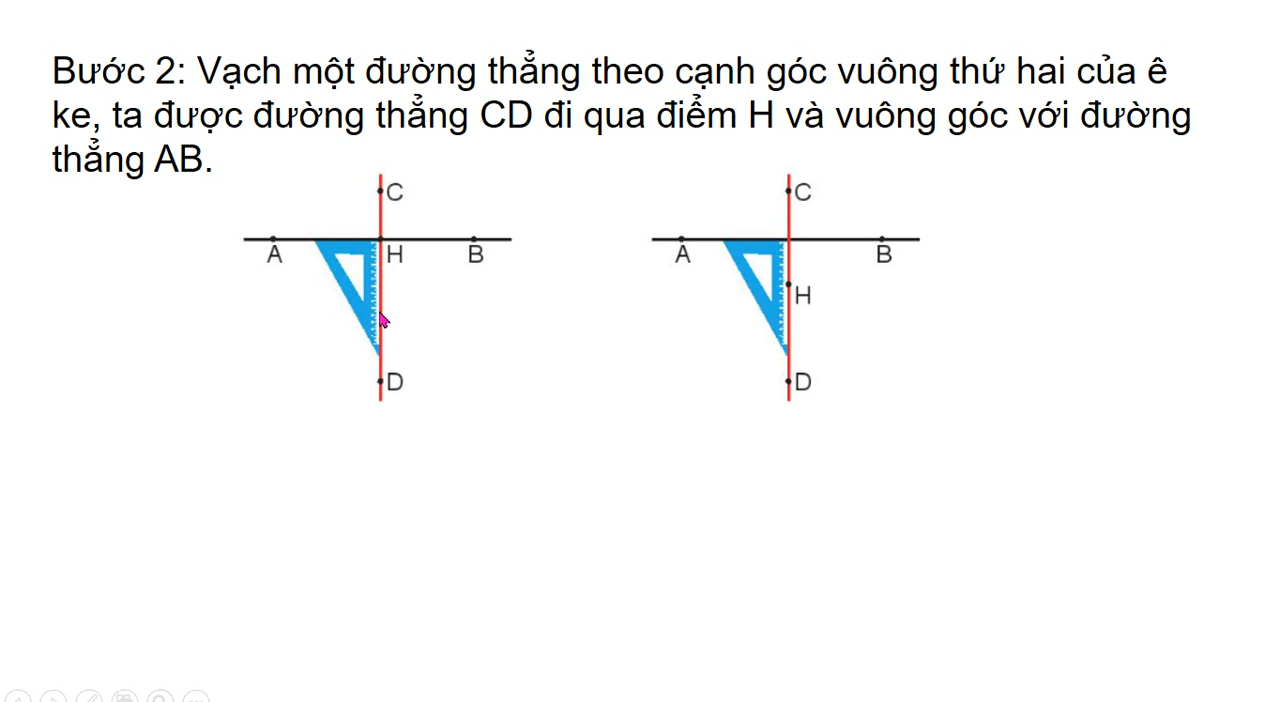 Bước 2: Vạch một đường thẳng theo cạnh góc vuông thứ hai của ê
ke, ta được đường thẳng CD đi qua điểm H và vuông góc với đường
thẳng AB.
C
A
H
B
D
C
A
B
H
D